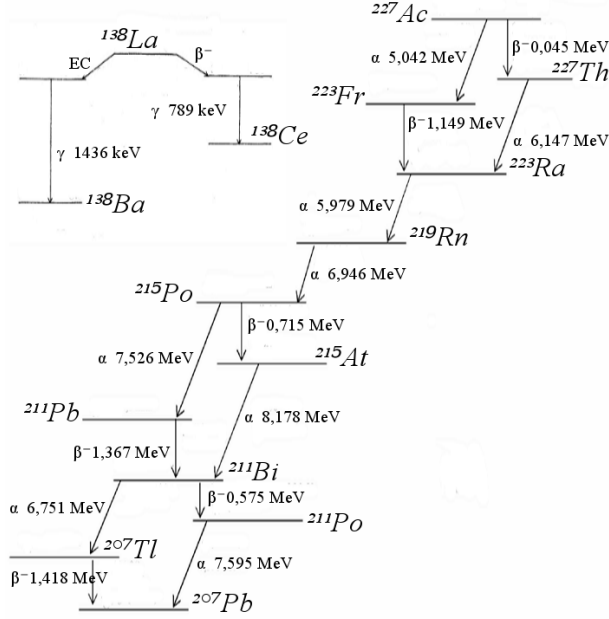 ¹³⁸La
EC
β⁻
γ 789 keV
¹³⁸Ce
γ 1436 keV
¹³⁸Ba
²²⁷Ac
α 5,042 MeV
β⁻0,045 MeV
²²⁷Th
²²³Fr
β⁻1,149 MeV
α 6,147 MeV
²²³Ra
α 5,979 MeV
²¹⁹Rn
α 6,946 MeV
²¹⁵Po
β⁻0,715 MeV
α 7,526 MeV
²¹⁵At
²¹¹Pb
α 8,178 MeV
β⁻1,367 MeV
²¹¹Bi
α 6,751 MeV
β⁻0,575 MeV
²¹¹Po
²⁰⁷Tl
α 7,595 MeV
β⁻1,418 MeV
²⁰⁷Pb